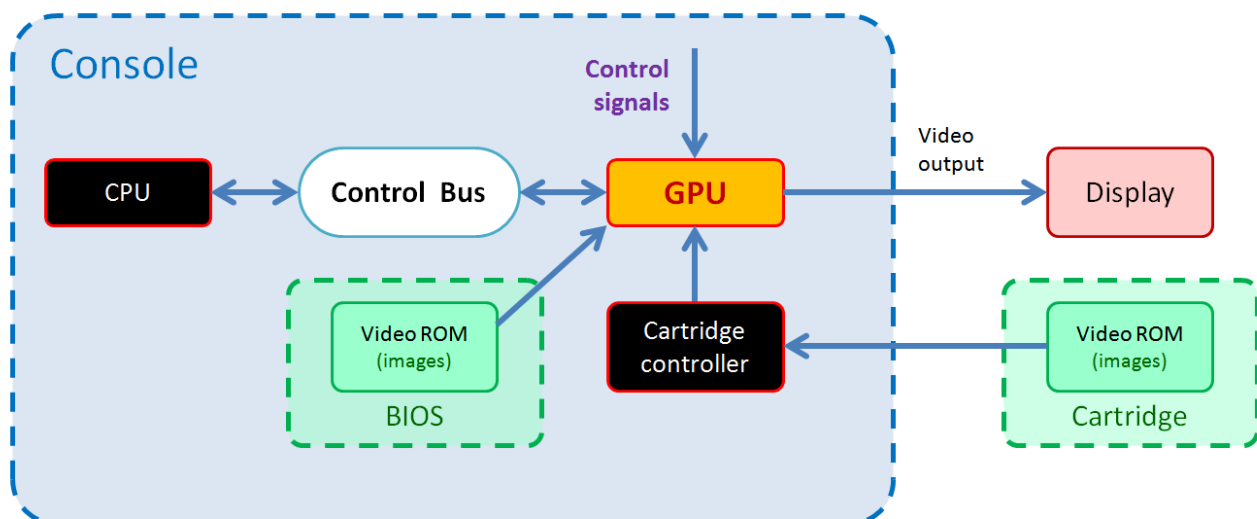 Console
Control
signals
Video
output
CPU
Control Bus
GPU
Display
Video ROM
(images)
BIOS
Cartridge
controller
Video ROM
(images)
Cartridge